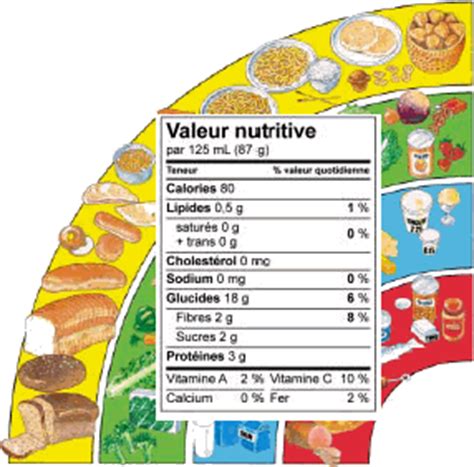 Valeur nutritive
par 125 mL (87 g)
Teneur % valeur quotidienne
Calories 80
Lipides 0,5 g 1 %
saturés 0 g
+ trans 0 g 0 %
Cholestérol 0 mg
Sodium 0 mg 0 %
Glucides 18 g 6 %
Fibres 2 g 8 %
Sucres 2 g
Protéines 3 g
Vitamine A 2 % Vitamine C 10 %
Calcium 0 % Fer 2 %